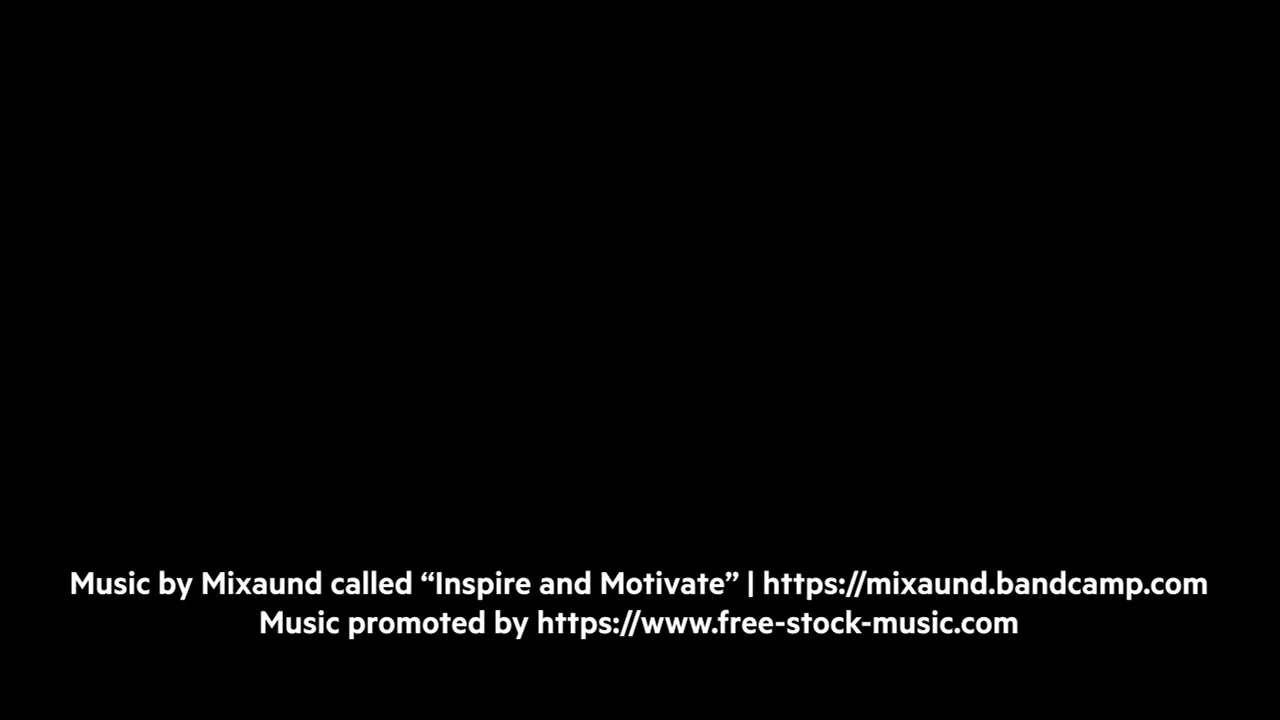 Music by Mixaund called “Inspire and Motivate” | https://mixaund.bandcamp.com
Music promoted by https://www.free-stock-music.com